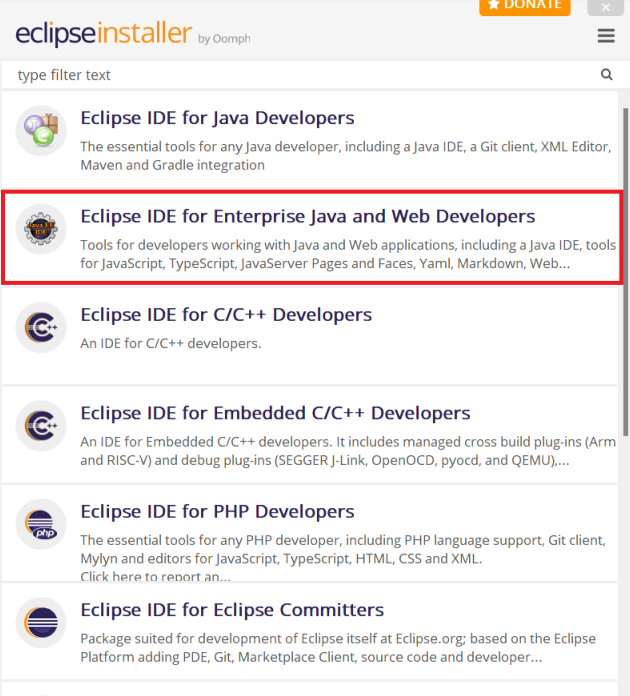 DONATE
eclipseinstaller by Oomph
type filter text
Eclipse IDE for Java Developers
The essential tools for any Java developer, including a Java IDE, a Git client, XML Editor,
Maven and Gradle integration
Java EE
IDE
Eclipse IDE for Enterprise Java and Web Developers
Tools for developers working with Java and Web applications, including a Java IDE, tools
for JavaScript, TypeScript, JavaServer Pages and Faces, Yaml, Markdown, Web...
C++
Eclipse IDE for C/C++ Developers
An IDE for C/C++ developers.
C++
Eclipse IDE for Embedded C/C++ Developers
An IDE for Embedded C/C++ developers. It includes managed cross build plug-ins (Arm
and RISC-V) and debug plug-ins (SEGGER J-Link, OpenOCD, pyocd, and QEMU),...
php
Eclipse IDE for PHP Developers
The essential tools for any PHP developer, including PHP language support, Git client,
Mylyn and editors for JavaScript, TypeScript, HTML, CSS and XML.
Click here to report an...
Eclipse IDE for Eclipse Committers
Package suited for development of Eclipse itself at Eclipse.org; based on the Eclipse
Platform adding PDE, Git, Marketplace Client, source code and developer...